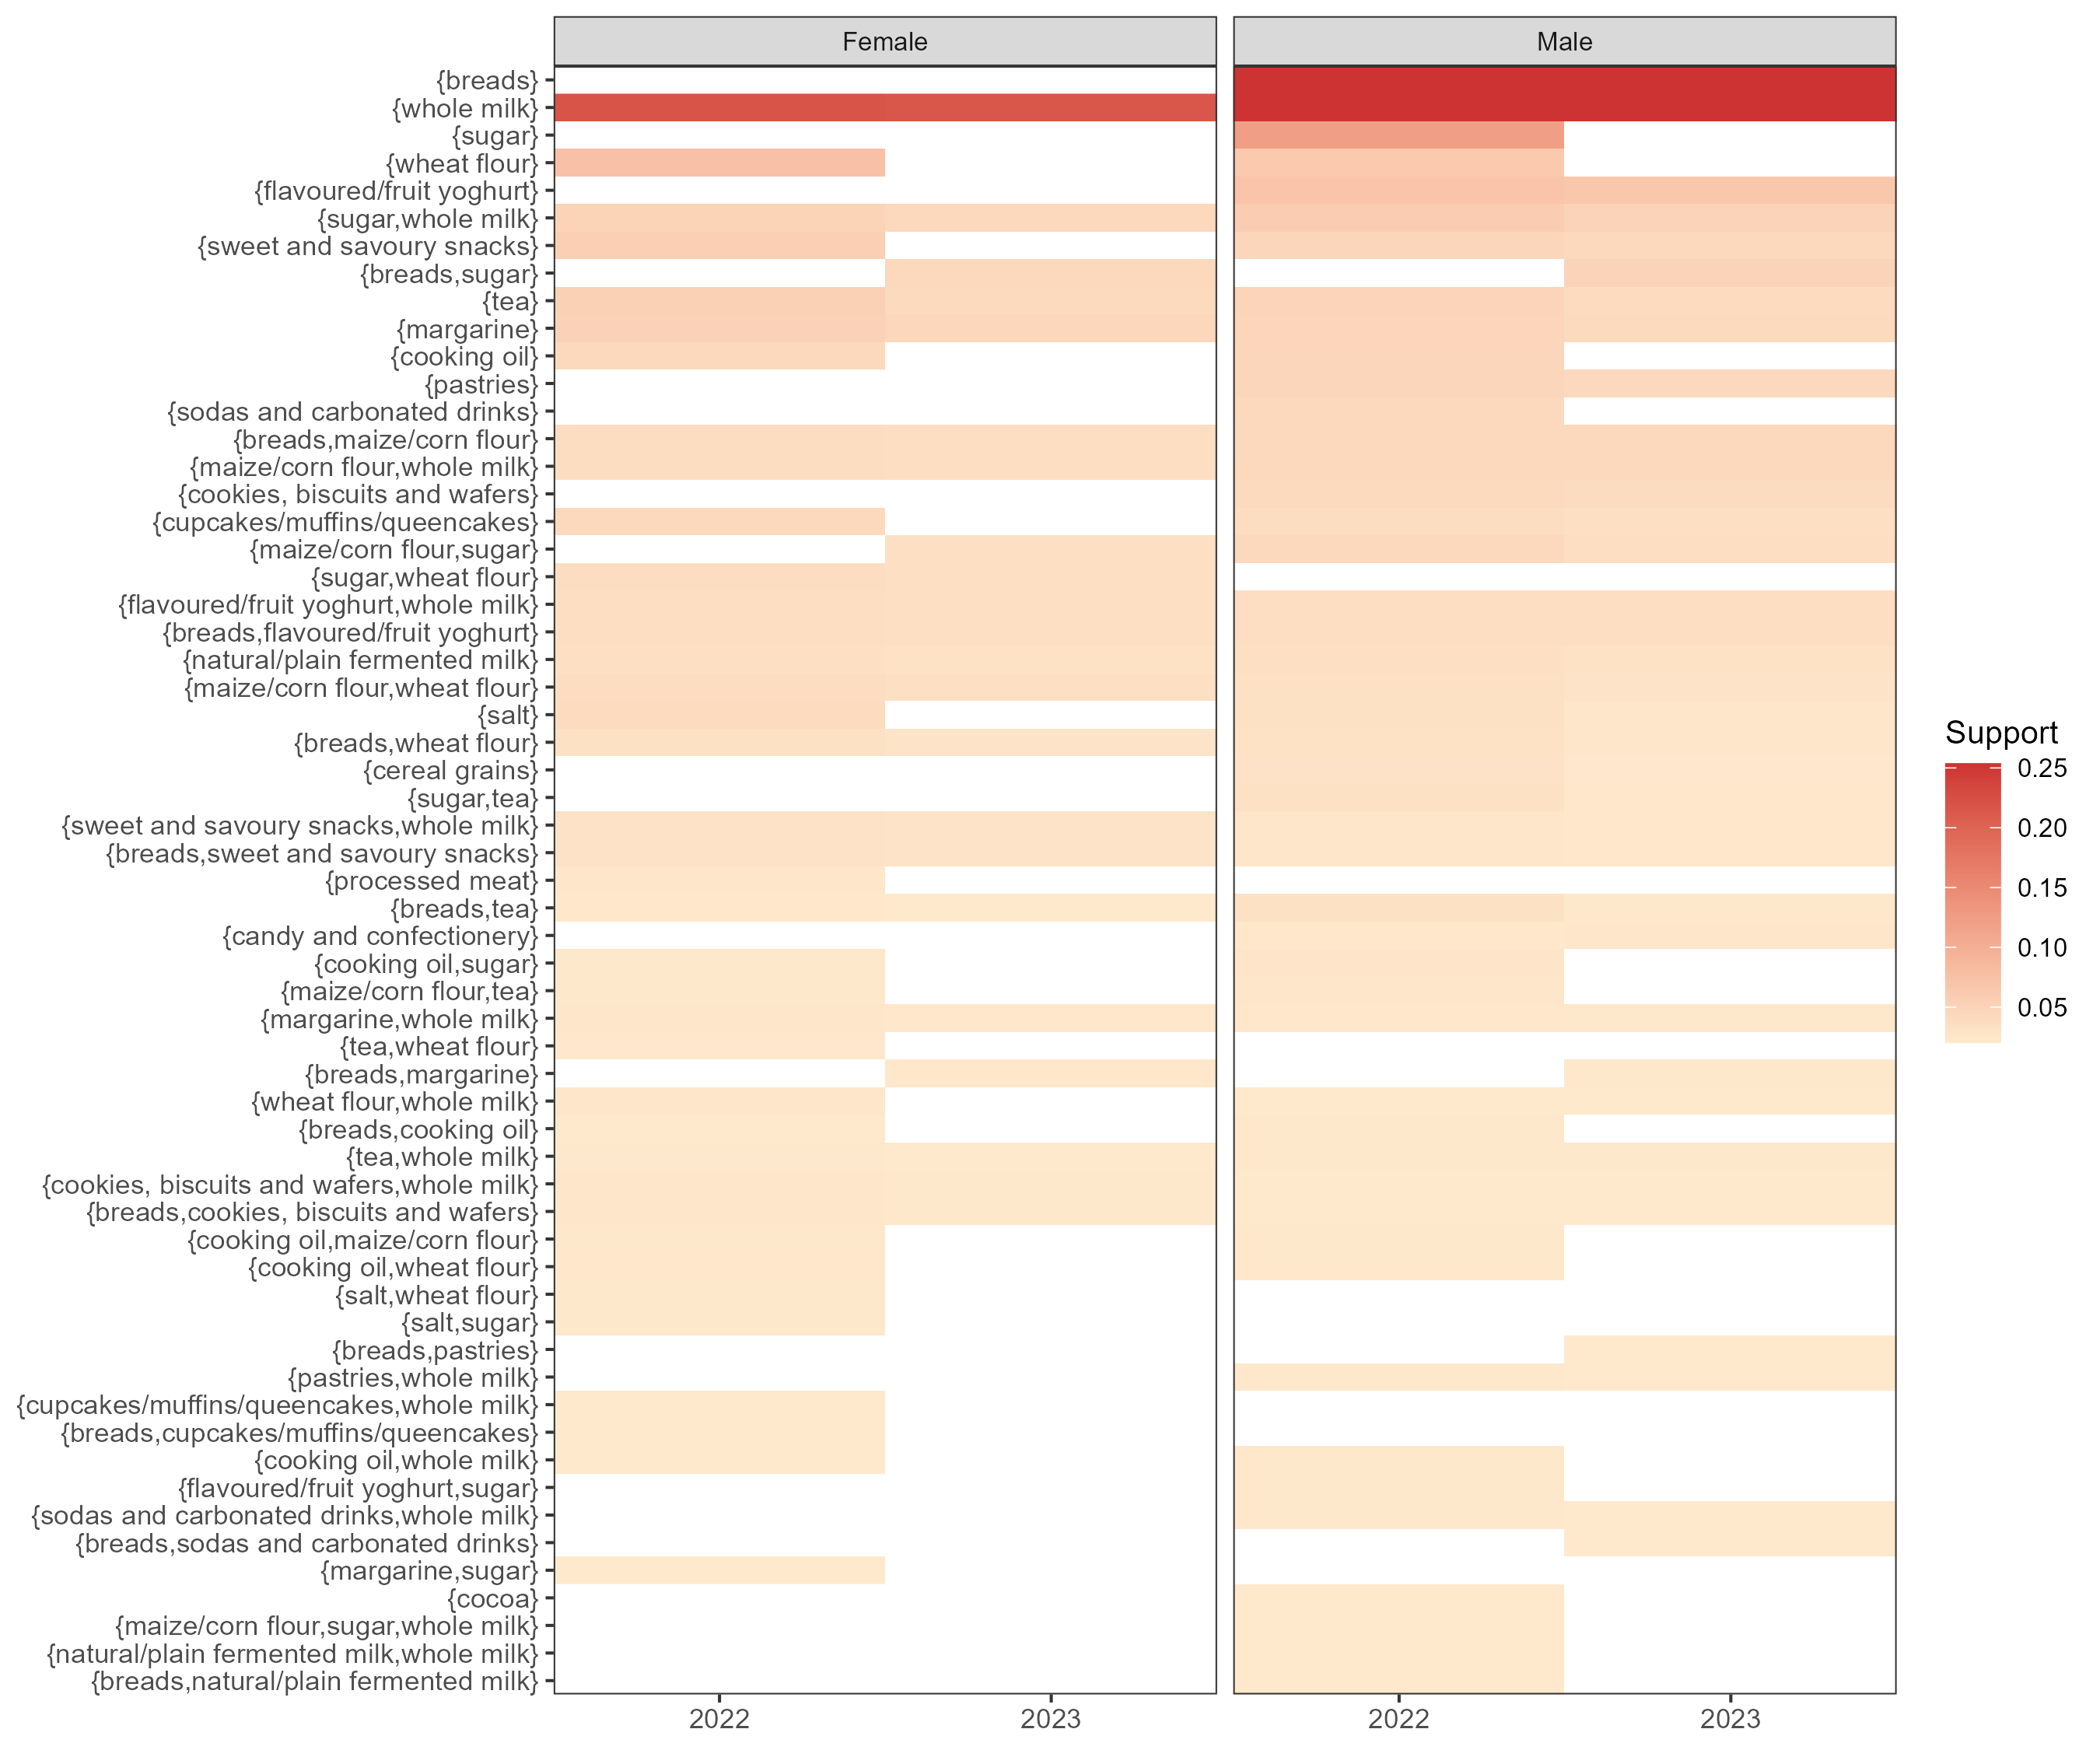 Female Male
{breads}
{whole milk}
{sugar}
{wheat flour}
{flavoured/fruit yoghurt}
{sugar,whole milk}
{sweet and savoury snacks}
{breads,sugar}
{tea}
{margarine}
{cooking oil}
{pastries}
{sodas and carbonated drinks}
{breads,maize/corn flour}
{maize/corn flour,whole milk}
{cookies, biscuits and wafers}
{cupcakes/muffins/queencakes}
{maize/corn flour,sugar}
{sugar,wheat flour}
{flavoured/fruit yoghurt,whole milk}
{breads,flavoured/fruit yoghurt}
{natural/plain fermented milk}
{maize/corn flour,wheat flour}
{salt}
{breads,wheat flour}
{cereal grains}
{sugar,tea}
{sweet and savoury snacks,whole milk}
{breads,sweet and savoury snacks}
{processed meat}
{breads,tea}
{candy and confectionery}
{cooking oil,sugar}
{maize/corn flour,tea}
{margarine,whole milk}
{tea,wheat flour}
{breads,margarine}
{wheat flour,whole milk}
{breads,cooking oil}
{tea,whole milk}
{cookies, biscuits and wafers,whole milk}
{breads,cookies, biscuits and wafers}
{cooking oil,maize/corn flour}
{cooking oil,wheat flour}
{salt,wheat flour}
{salt,sugar}
{breads,pastries}
{pastries,whole milk}
{cupcakes/muffins/queencakes,whole milk}
{breads,cupcakes/muffins/queencakes}
{cooking oil,whole milk}
{flavoured/fruit yoghurt,sugar}
{sodas and carbonated drinks,whole milk}
{breads,sodas and carbonated drinks}
{margarine,sugar}
{cocoa}
{maize/corn flour,sugar,whole milk}
{natural/plain fermented milk,whole milk}
{breads,natural/plain fermented milk}
2022 2023 2022 2023
Support
0.25
0.20
0.15
0.10
0.05